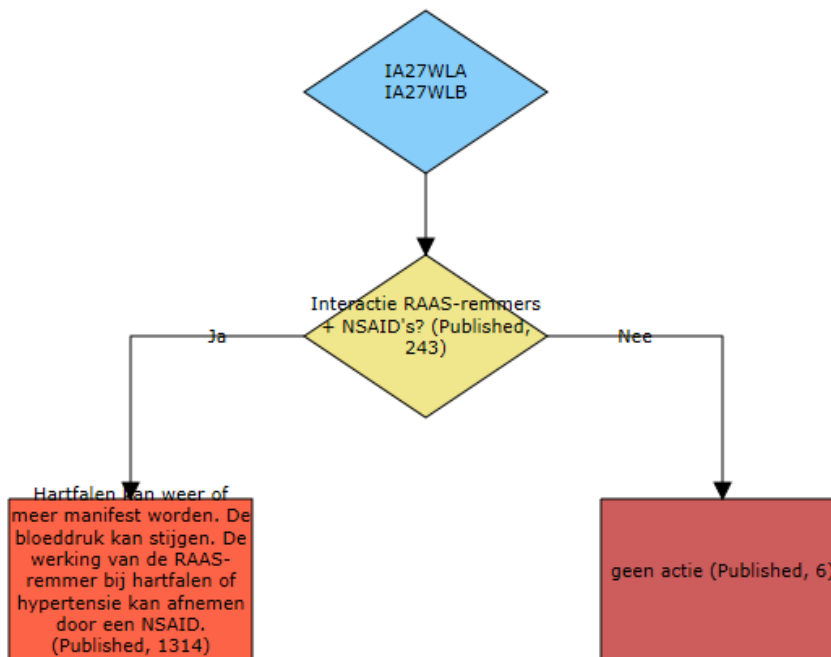 IA27WLA
IA27WLB
Interactie RAAS-remmers
+ NSAID's? (Published,
243)
Ja
Nee
Hartfalen kan weer of
meer manifest worden. De
bloeddruk kan stijgen. De
werking van de RAAS-
remmer bij hartfalen of
hypertensie kan afnemen
door een NSAID.
(Published, 1314)
geen actie (Published, 6)